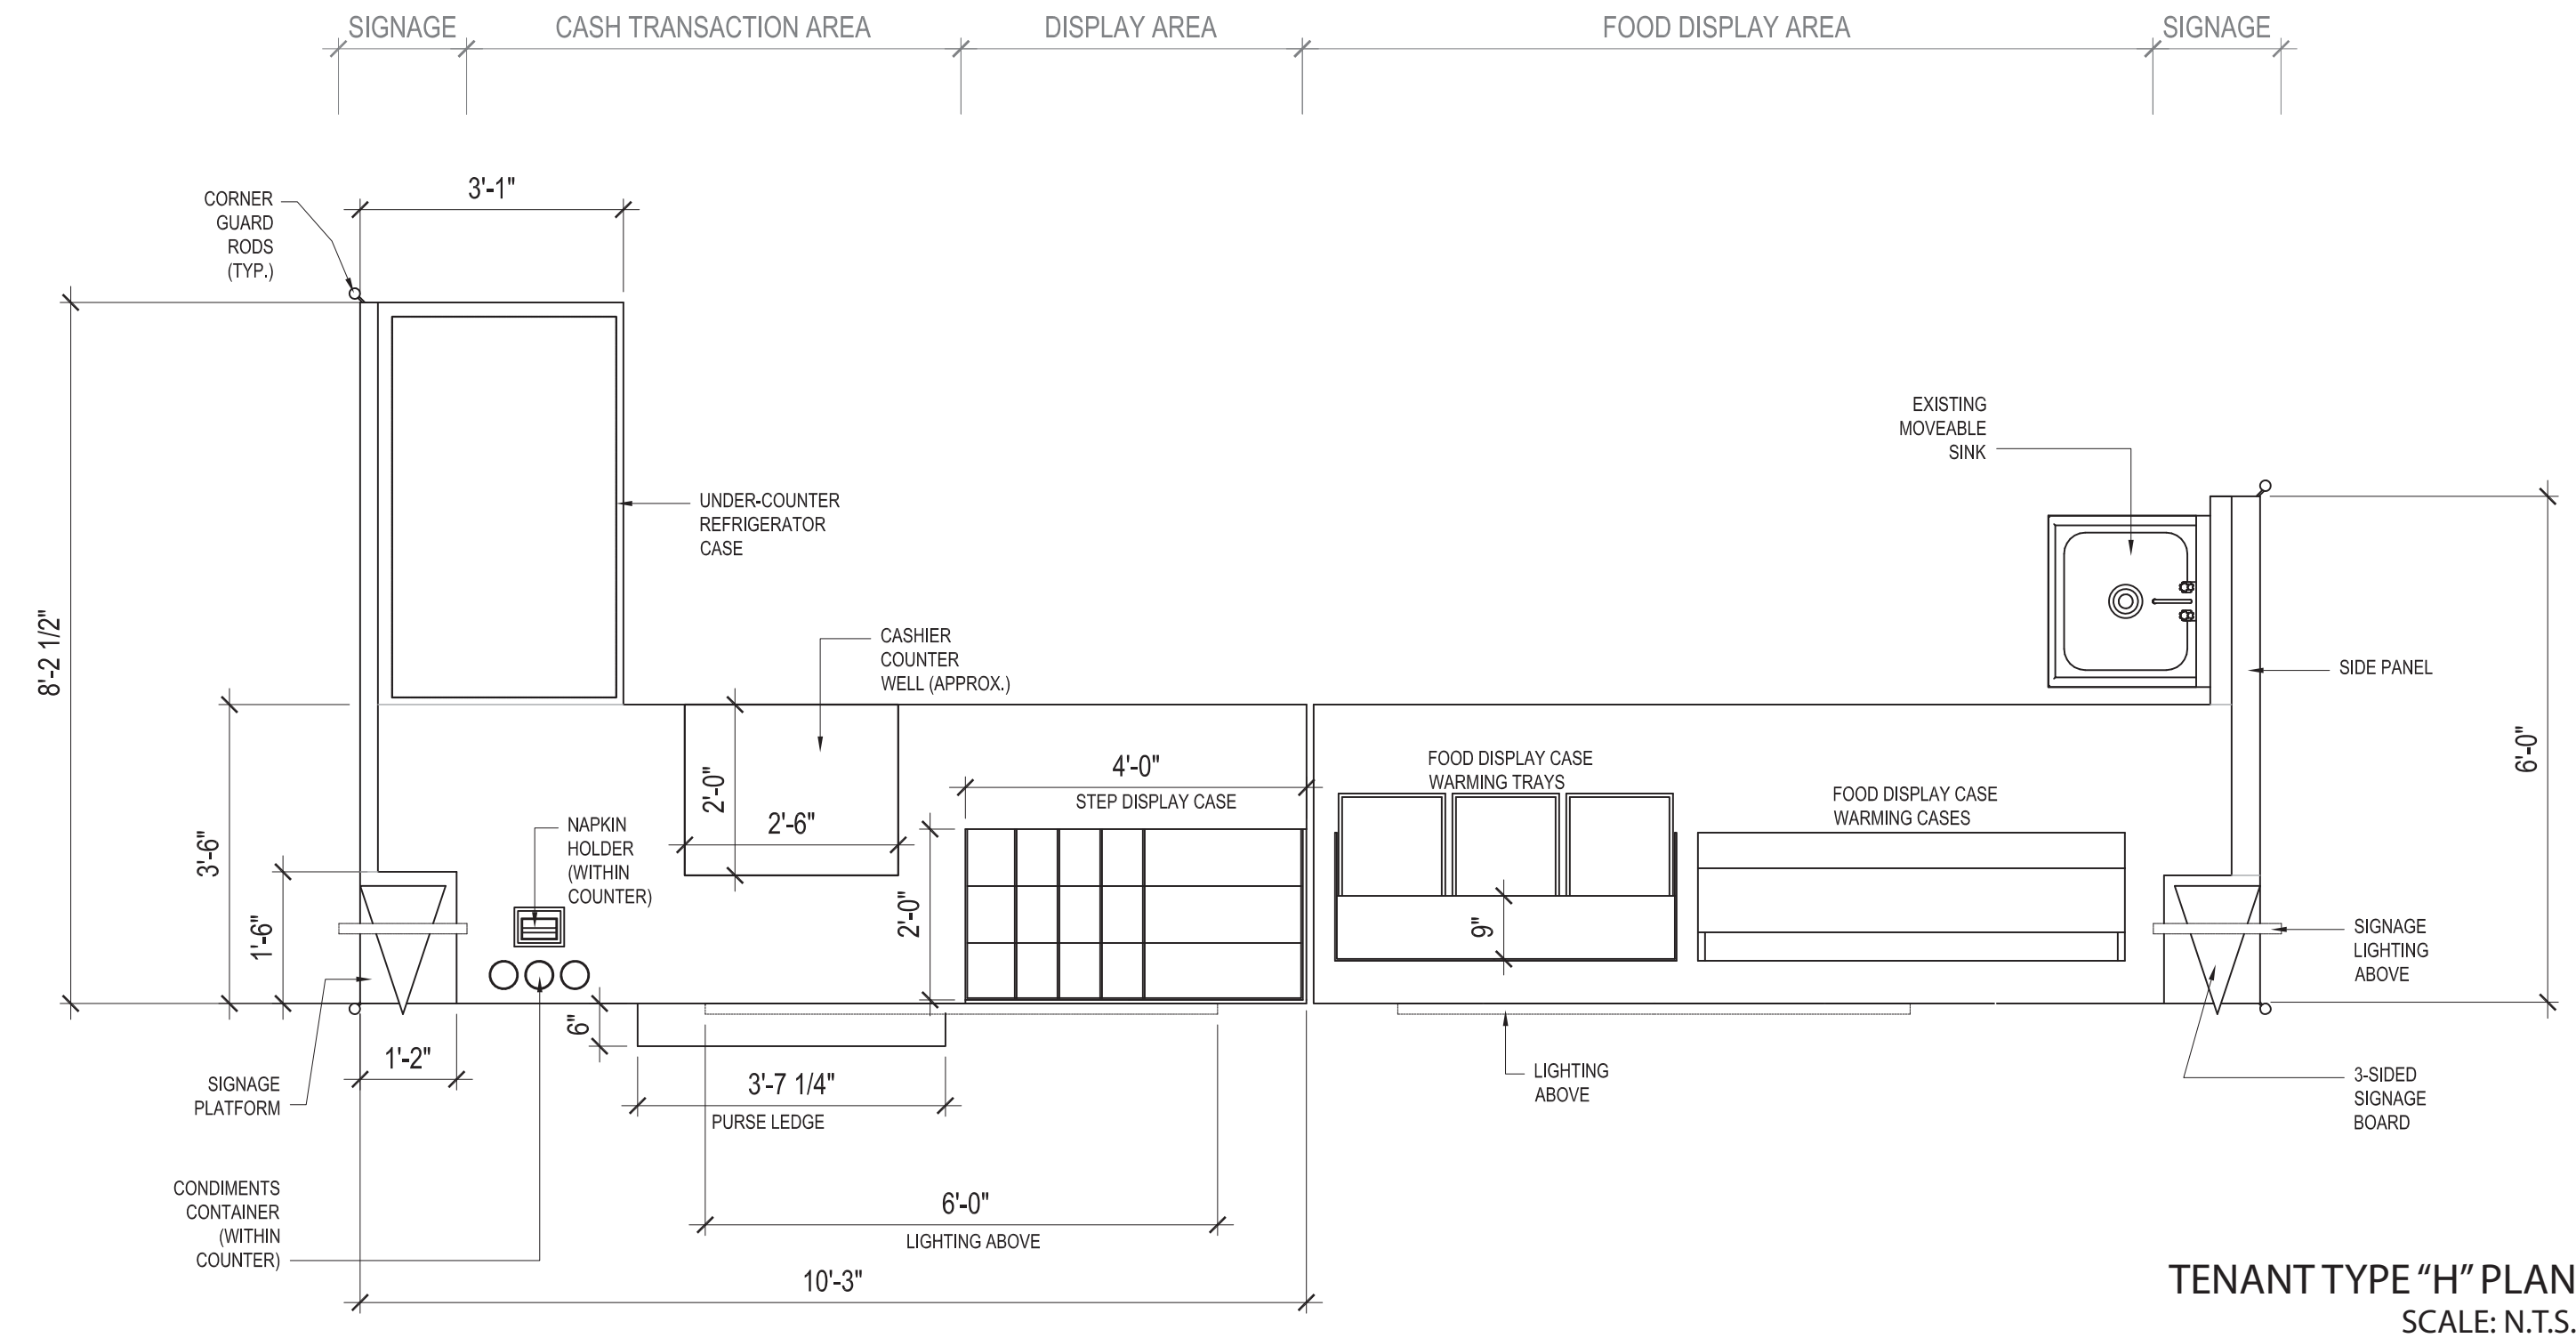 SIGNAGE
CASH TRANSACTION AREA
DISPLAY AREA
FOOD DISPLAY AREA
SIGNAGE
3'-1"
CORNER
GUARD
RODS
(TYP.)
EXISTING
MOVEABLE
SINK
UNDER-COUNTER
REFRIGERATOR
CASE
8'-2 1/2"
CASHIER
COUNTER
WELL (APPROX.)
SIDE PANEL
6'-0"
4'-0"
STEP DISPLAY CASE
FOOD DISPLAY CASE
WARMING TRAYS
FOOD DISPLAY CASE
WARMING CASES
2'-0"
2'-6"
3'-6"
NAPKIN
HOLDER
(WITHIN
COUNTER)
1'-6"
2'-0"
9"
SIGNAGE
LIGHTING
ABOVE
6"
1'-2"
SIGNAGE
PLATFORM
3'-7 1/4"
PURSE LEDGE
LIGHTING
ABOVE
3-SIDED
SIGNAGE
BOARD
CONDIMENTS
CONTAINER
(WITHIN
COUNTER)
6'-0"
LIGHTING ABOVE
10'-3"
TENANT TYPE “H” PLAN
SCALE: N.T.S.